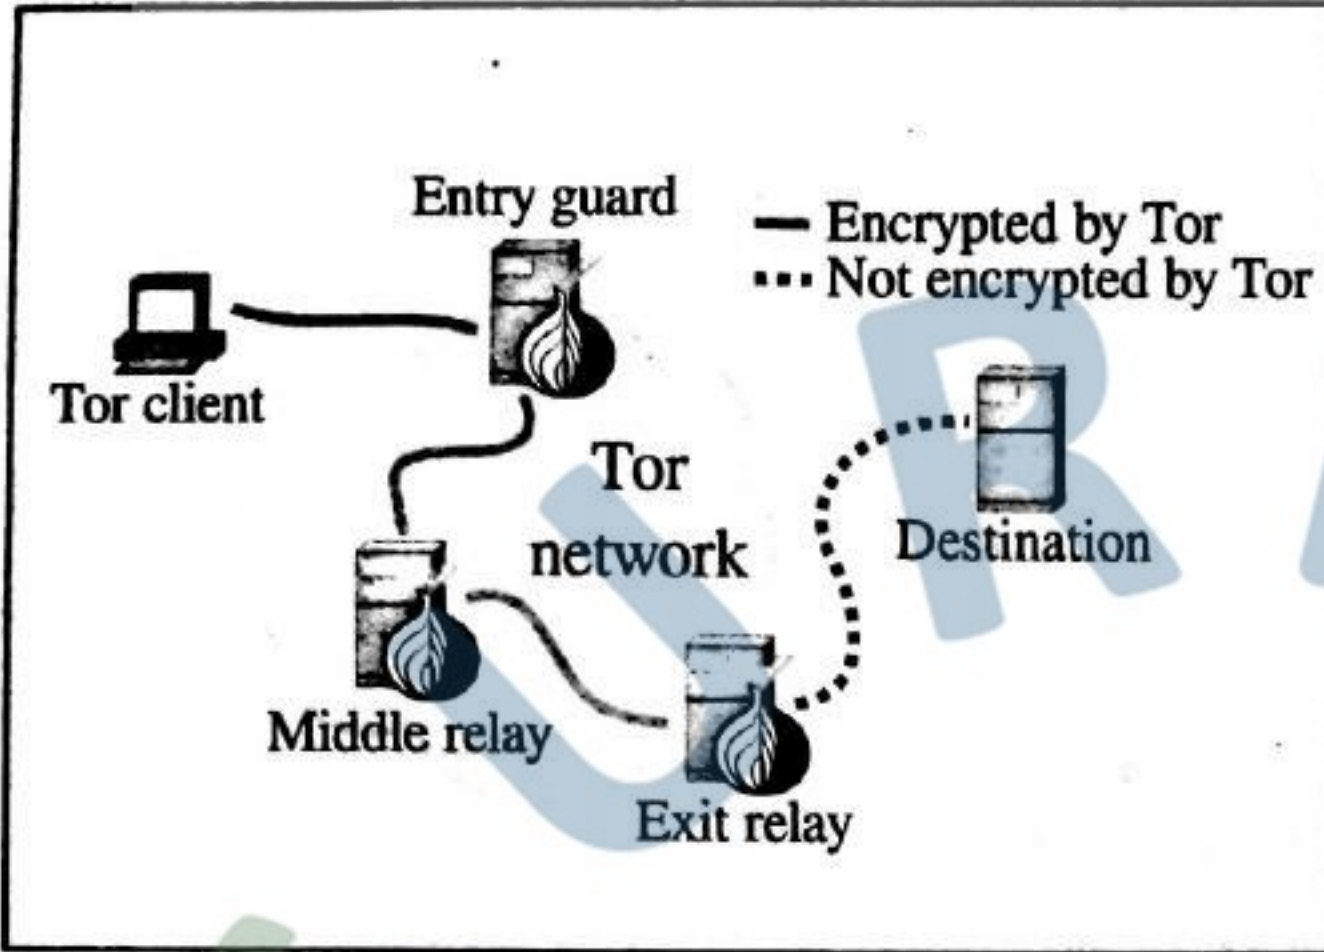 Entry guard
Encrypted by Tor
Not encrypted by Tor
Tor client
Tor
network
Destination
Middle relay
Exit relay